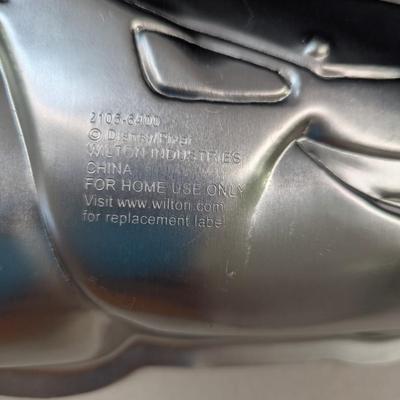 2105-6400
© Disney/Pixar
WILTON INDUSTRIES
CHINA
FOR HOME USE ONLY
Visit www.wilton.com
for replacement label